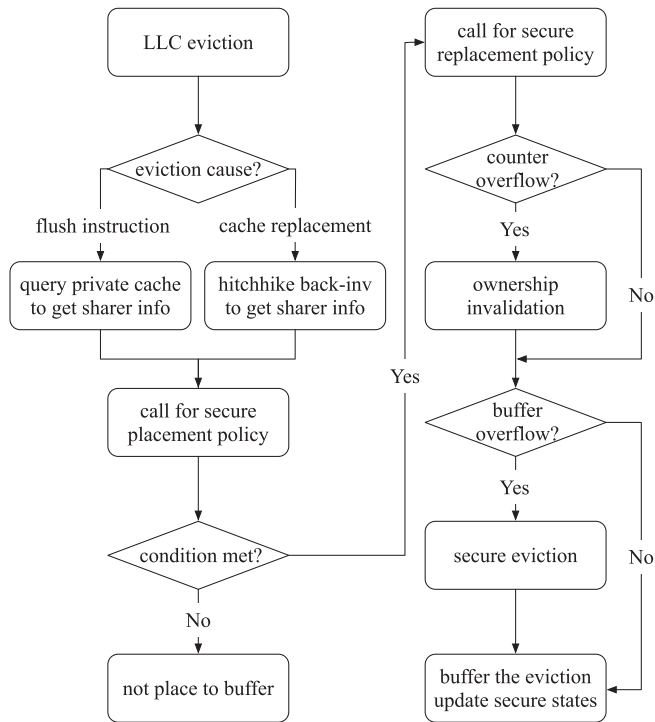 LLC eviction
eviction cause?
flush instruction
cache replacement
query private cache
to get sharer info
hitchhike back-inv
to get sharer info
call for secure
placement policy
condition met?
No
not place to buffer
Yes
call for secure
replacement policy
counter
overflow?
Yes
No
ownership
invalidation
buffer
overflow?
Yes
No
secure eviction
buffer the eviction
update secure states